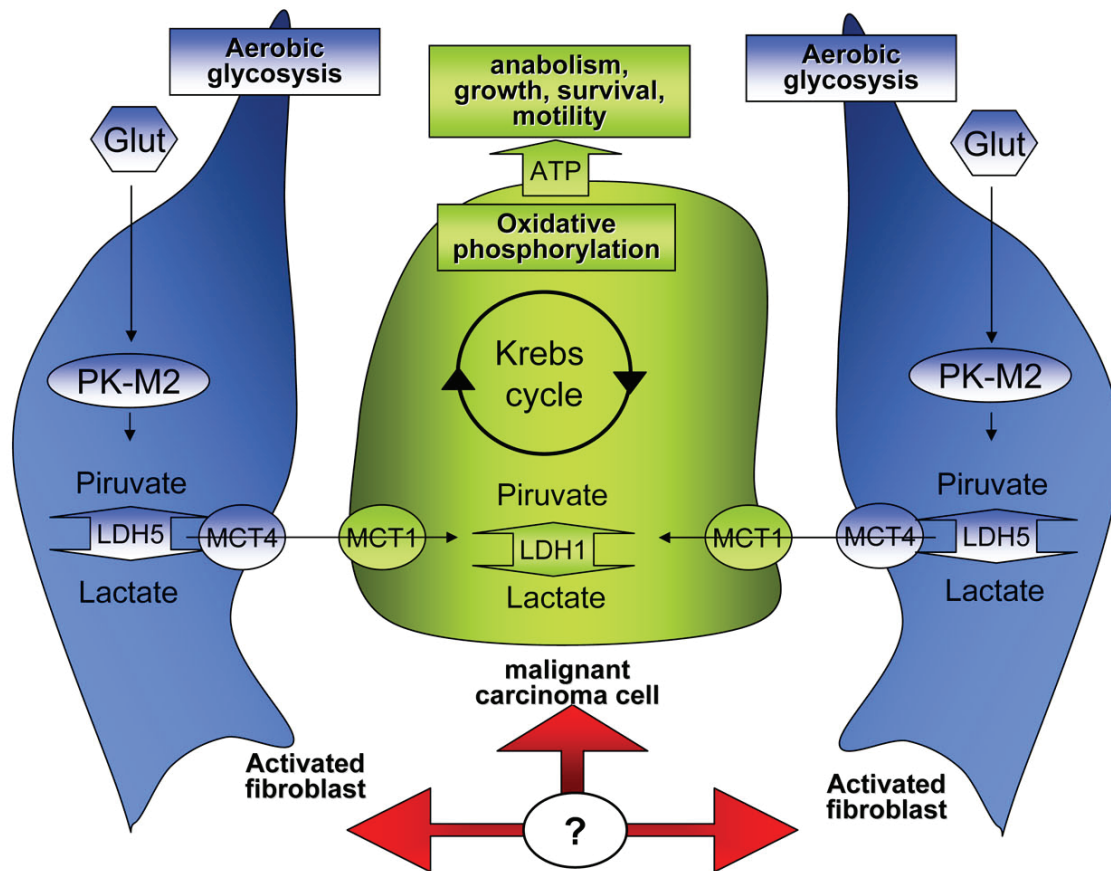 Aerobic
glycosysis
Glut
PK-M2
Piruvate
LDH5
MCT4
Lactate
Activated
fibroblast
anabolism,
growth, survival,
motility
ATP
Oxidative
phosphorylation
Krebs
cycle
MCT1
Piruvate
LDH1
Lactate
MCT1
malignant
carcinoma cell
?
Aerobic
glycosysis
Glut
PK-M2
Piruvate
MCT4
LDH5
Lactate
Activated
fibroblast